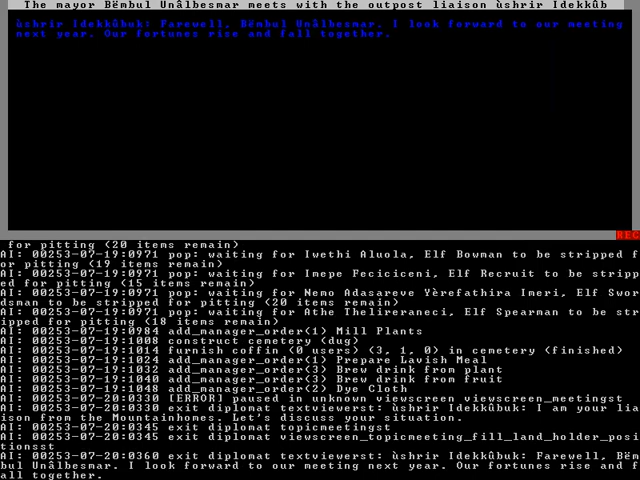 The mayor Bëmbul Unâlbesmar meets with the outpost liaison ùshrir Idekkûb
ùshrir Idekkûbuk: Farewell, Bëmbul Unâlbesmar. I look forward to our meeting
next year. Our fortunes rise and fall together.
REC
for pitting (20 items remain)
AI: 00253-07-19:0971 pop: waiting for Iwethi Aluola, Elf Bowman to be stripped f
or pitting (19 items remain)
AI: 00253-07-19:0971 pop: waiting for Imepe Feciciceni, Elf Recruit to be stripp
ed for pitting (15 items remain)
AI: 00253-07-19:0971 pop: waiting for Nemo Adasareve Yèrefathira Imeri, Elf Swor
dsman to be stripped for pitting (20 items remain)
AI: 00253-07-19:0971 pop: waiting for Athe Thelireraneci, Elf Spearman to be str
ipped for pitting (18 items remain)
AI: 00253-07-19:0984 add_manager_order(1) Mill Plants
AI: 00253-07-19:1008 construct cemetery (dug)
AI: 00253-07-19:1014 furnish coffin (0 users) (3, 1, 0) in cemetery (finished)
AI: 00253-07-19:1024 add_manager_order(1) Prepare Lavish Meal
AI: 00253-07-19:1032 add_manager_order(3) Brew drink from plant
AI: 00253-07-19:1040 add_manager_order(3) Brew drink from fruit
AI: 00253-07-19:1048 add_manager_order(2) Dye Cloth
AI: 00253-07-20:0330 [ERROR] paused in unknown viewscreen viewscreen_meetingst
AI: 00253-07-20:0330 exit diplomat textviewerst: ùshrir Idekkûbuk: I am your lia
ison from the Mountainhomes. Let's discuss your situation.
AI: 00253-07-20:0345 exit diplomat topicmeetingst
AI: 00253-07-20:0345 exit diplomat viewscreen_topicmeeting_fill_land_holder_posi
tionsst
AI: 00253-07-20:0360 exit diplomat textviewerst: ùshrir Idekkûbuk: Farewell, Bëm
bul Unâlbesmar. I look forward to our meeting next year. Our fortunes rise and f
all together.